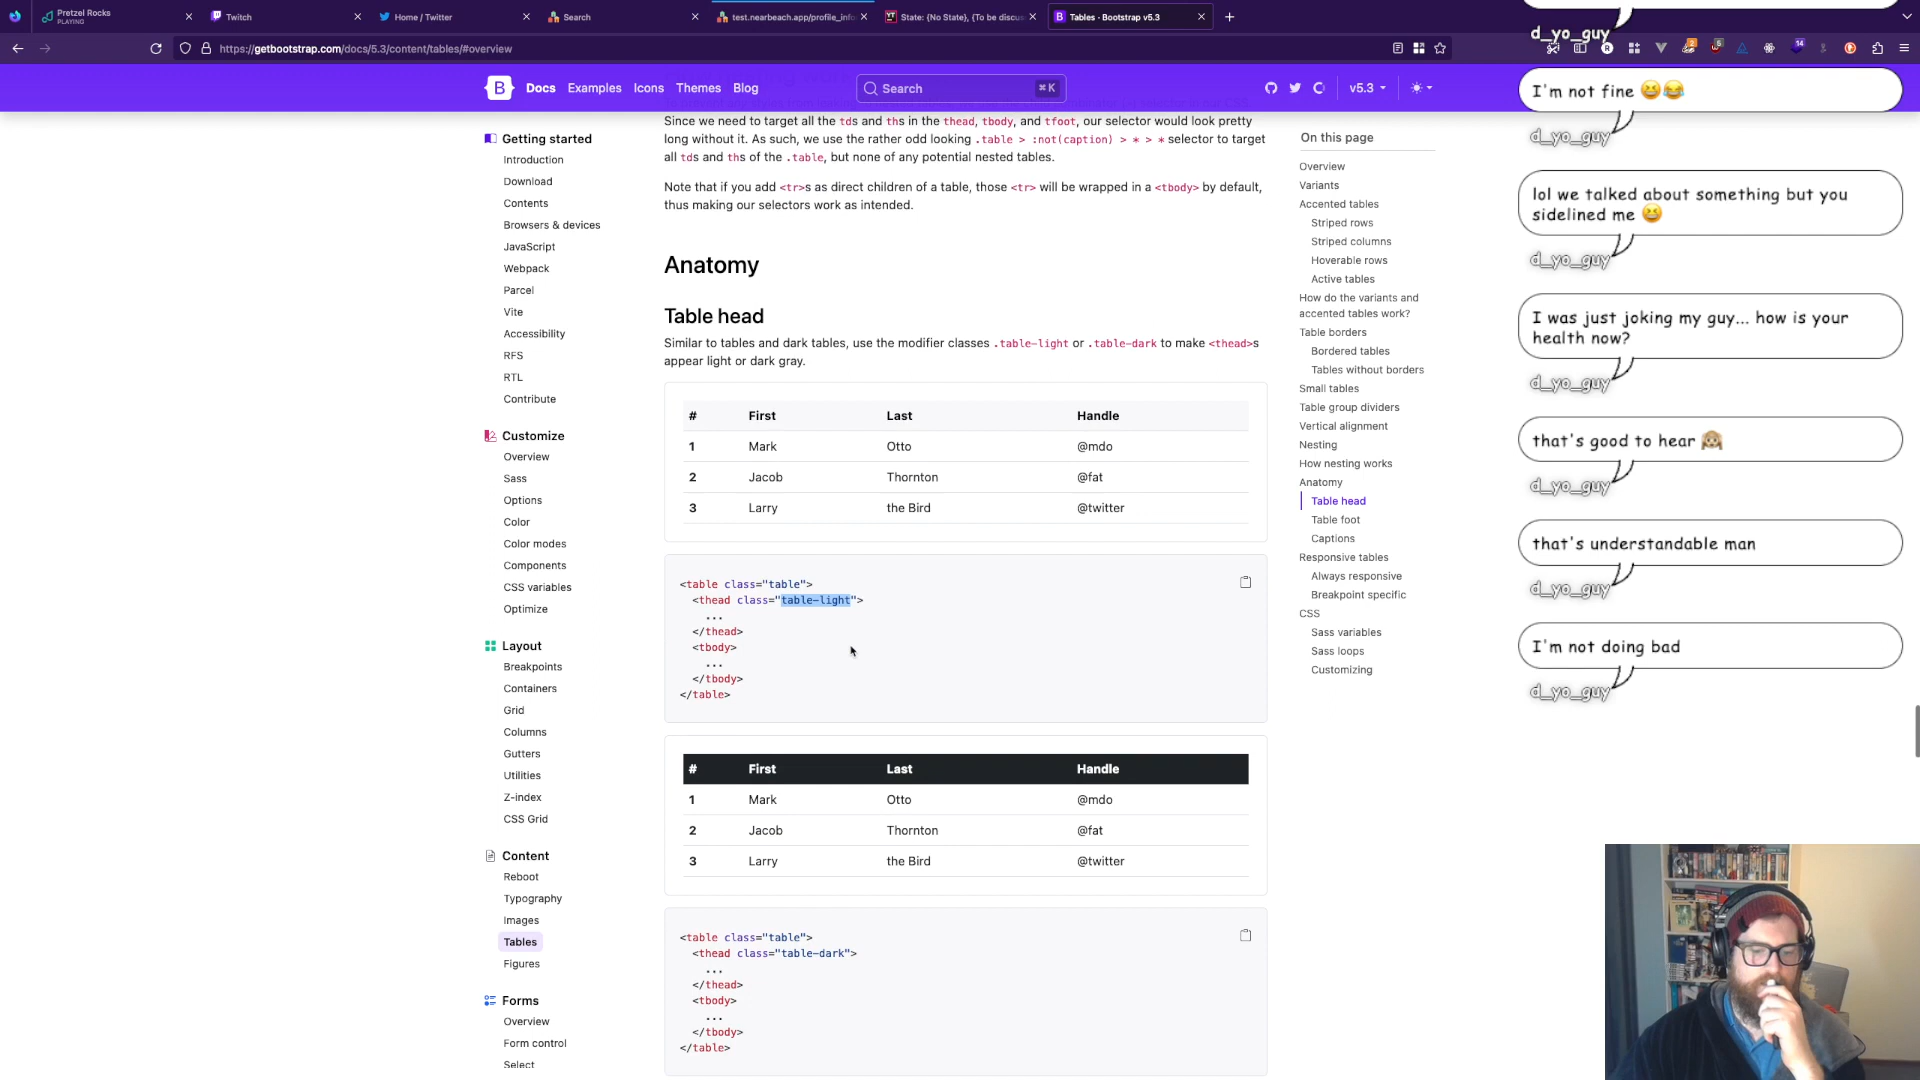 Pretzel Rocks
PLAYING
Twitch
Home / Twitter
Search
test.nearbeach.app/profile_info
State: {No State}, {To be discus
Tables · Bootstrap v5.3
https://getbootstrap.com/docs/5.3/content/tables/#overview
B
Docs
Examples
Icons
Themes
Blog
Search
⌘K
v5.3
Getting started
Introduction
Download
Contents
Browsers & devices
JavaScript
Webpack
Parcel
Vite
Accessibility
RFS
RTL
Contribute
Customize
Overview
Sass
Options
Color
Color modes
Components
CSS variables
Optimize
Layout
Breakpoints
Containers
Grid
Columns
Gutters
Utilities
Z-index
CSS Grid
Content
Reboot
Typography
Images
Tables
Figures
Forms
Overview
Form control
Select
Since we need to target all the tds and ths in the thead, tbody, and tfoot, our selector would look pretty
long without it. As such, we use the rather odd looking .table > :not(caption) > * > * selector to target
all tds and ths of the .table, but none of any potential nested tables.
Note that if you add <tr>s as direct children of a table, those <tr> will be wrapped in a <tbody> by default,
thus making our selectors work as intended.
Anatomy
Table head
Similar to tables and dark tables, use the modifier classes .table-light or .table-dark to make <thead>s
appear light or dark gray.
# First Last Handle
1 Mark Otto @mdo
2 Jacob Thornton @fat
3 Larry the Bird @twitter
<table class="table">
<thead class="table-light">
...
</thead>
<tbody>
...
</tbody>
</table>
# First Last Handle
1 Mark Otto @mdo
2 Jacob Thornton @fat
3 Larry the Bird @twitter
<table class="table">
<thead class="table-dark">
...
</thead>
<tbody>
...
</tbody>
</table>
On this page
Overview
Variants
Accented tables
Striped rows
Striped columns
Hoverable rows
Active tables
How do the variants and
accented tables work?
Table borders
Bordered tables
Tables without borders
Small tables
Table group dividers
Vertical alignment
Nesting
How nesting works
Anatomy
Table head
Table foot
Captions
Responsive tables
Always responsive
Breakpoint specific
CSS
Sass variables
Sass loops
Customizing
d_yo_guy
14
I'm not fine 😆😂
d_yo_guy
lol we talked about something but you
sidelined me 😆
d_yo_guy
I was just joking my guy... how is your
health now?
d_yo_guy
that's good to hear 🙈
d_yo_guy
that's understandable man
d_yo_guy
I'm not doing bad
d_yo_guy